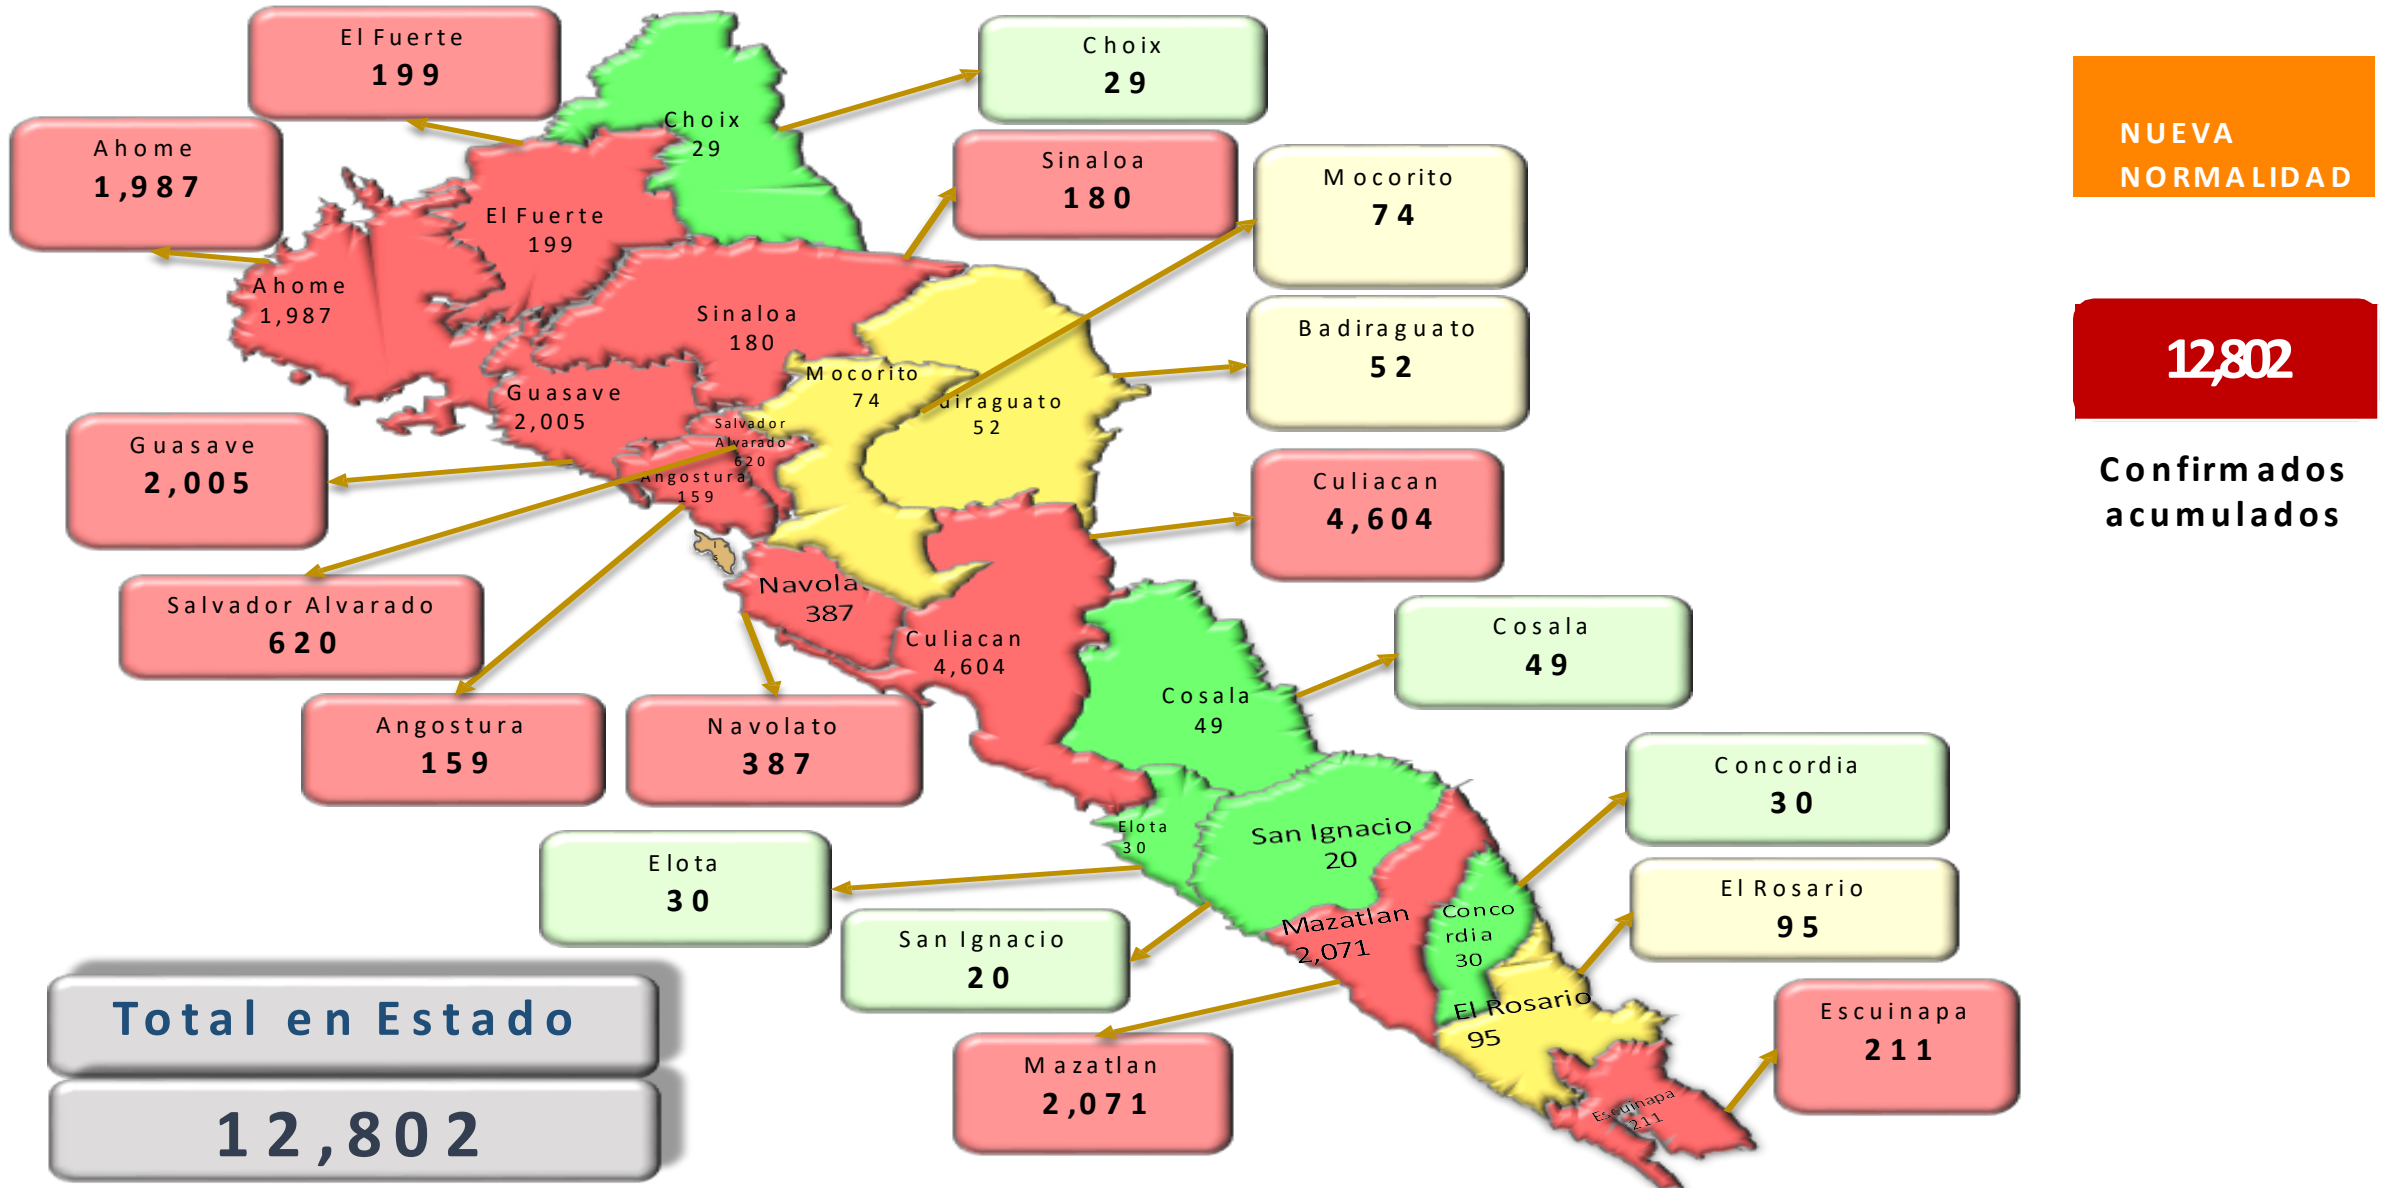 El Fuerte
199
Choix
29
Ahome
1,987
Sinaloa
180
Mocorito
74
NUEVA
NORMALIDAD
Choix
29
El Fuerte
199
Ahome
1,987
Sinaloa
180
Badiraguato
52
12,802
Confirmados
acumulados
Mocorito
74
diraguato
52
Guasave
2,005
Salvador
Alvarado
620
Angostura
159
Guasave
2,005
Culiacan
4,604
Salvador Alvarado
620
Navola
387
Culiacan
4,604
Cosala
49
Angostura
159
Navolato
387
Cosala
49
Concordia
30
Elota
30
San Ignacio
20
Elota
30
El Rosario
95
San Ignacio
20
Mazatlan
2,071
Conco
rdia
30
El Rosario
95
Escuinapa
211
Mazatlan
2,071
Escuinapa
211
Total en Estado
12,802